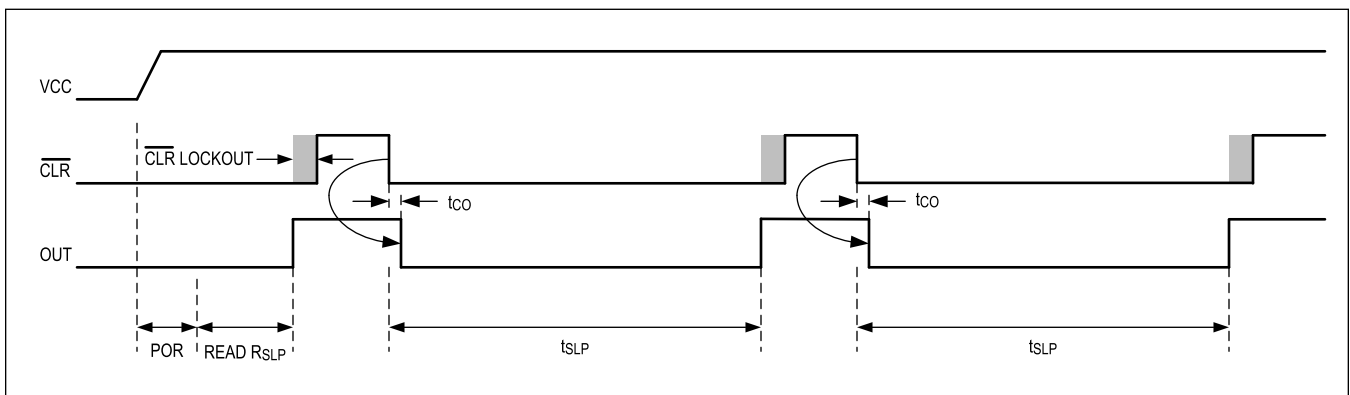 VCC
CLR LOCKOUT
CLR
tCO
tCO
OUT
POR
READ RSLP
tSLP
tSLP